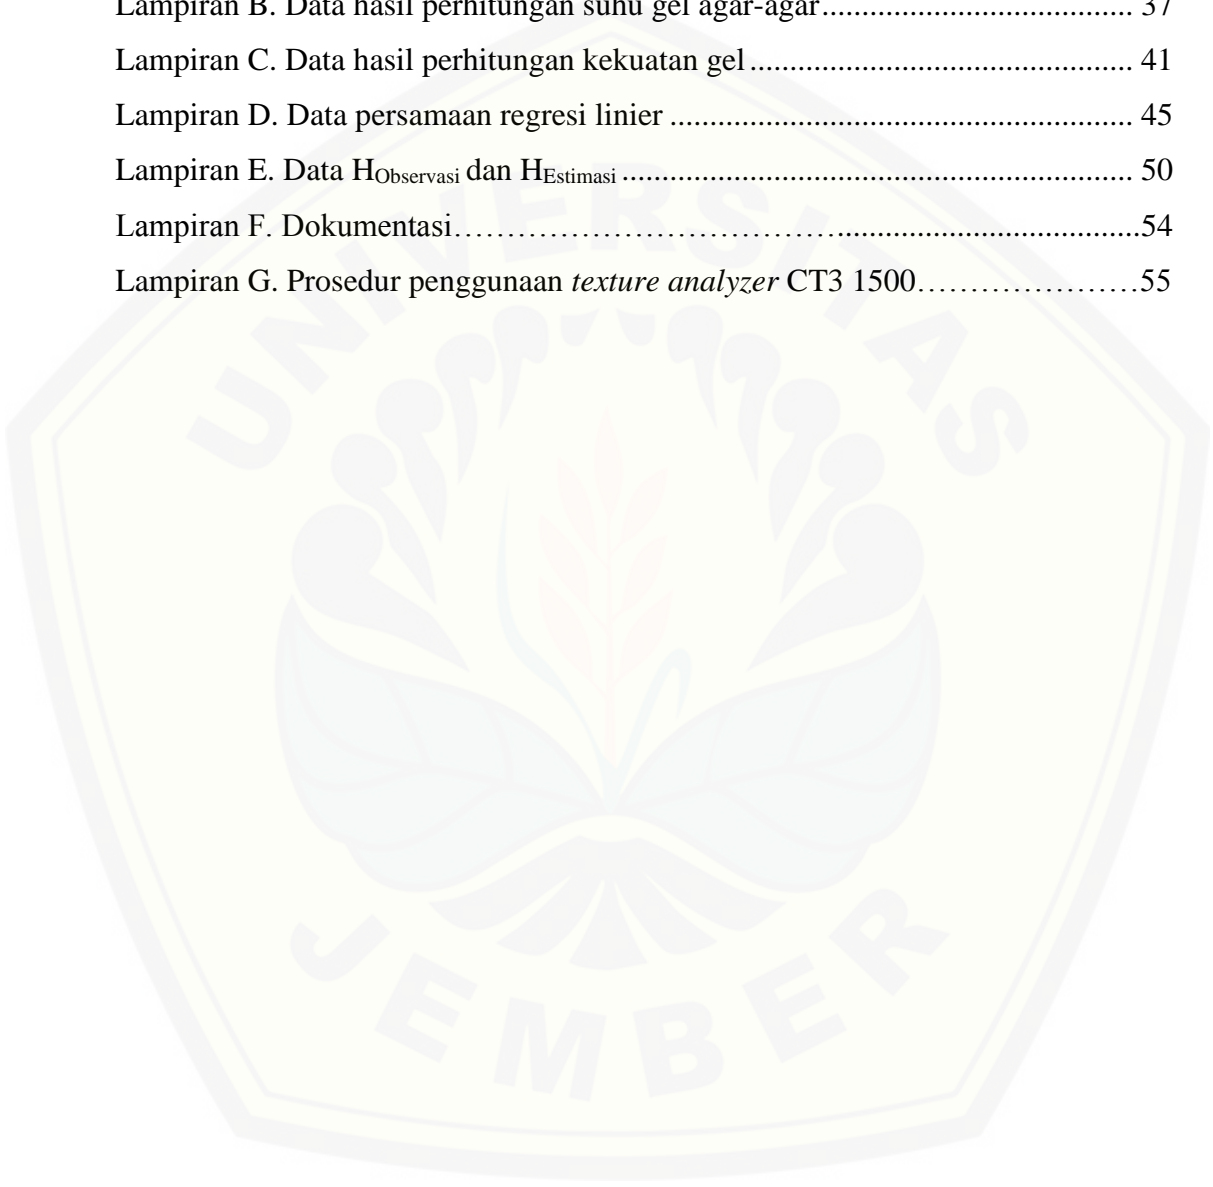 Lampiran B. Data hasil perhitungan suhu gel agar-agar...................................... 37
Lampiran C. Data hasil perhitungan kekuatan gel............................................... 41
Lampiran D. Data persamaan regresi linier ......................................................... 45
Lampiran E. Data HObservasi dan HEstimasi ............................................................... 50
Lampiran F. Dokumentasi………………………………......................................54
Lampiran G. Prosedur penggunaan texture analyzer CT3 1500…………………55
UNIVERSITAS
JEMBER